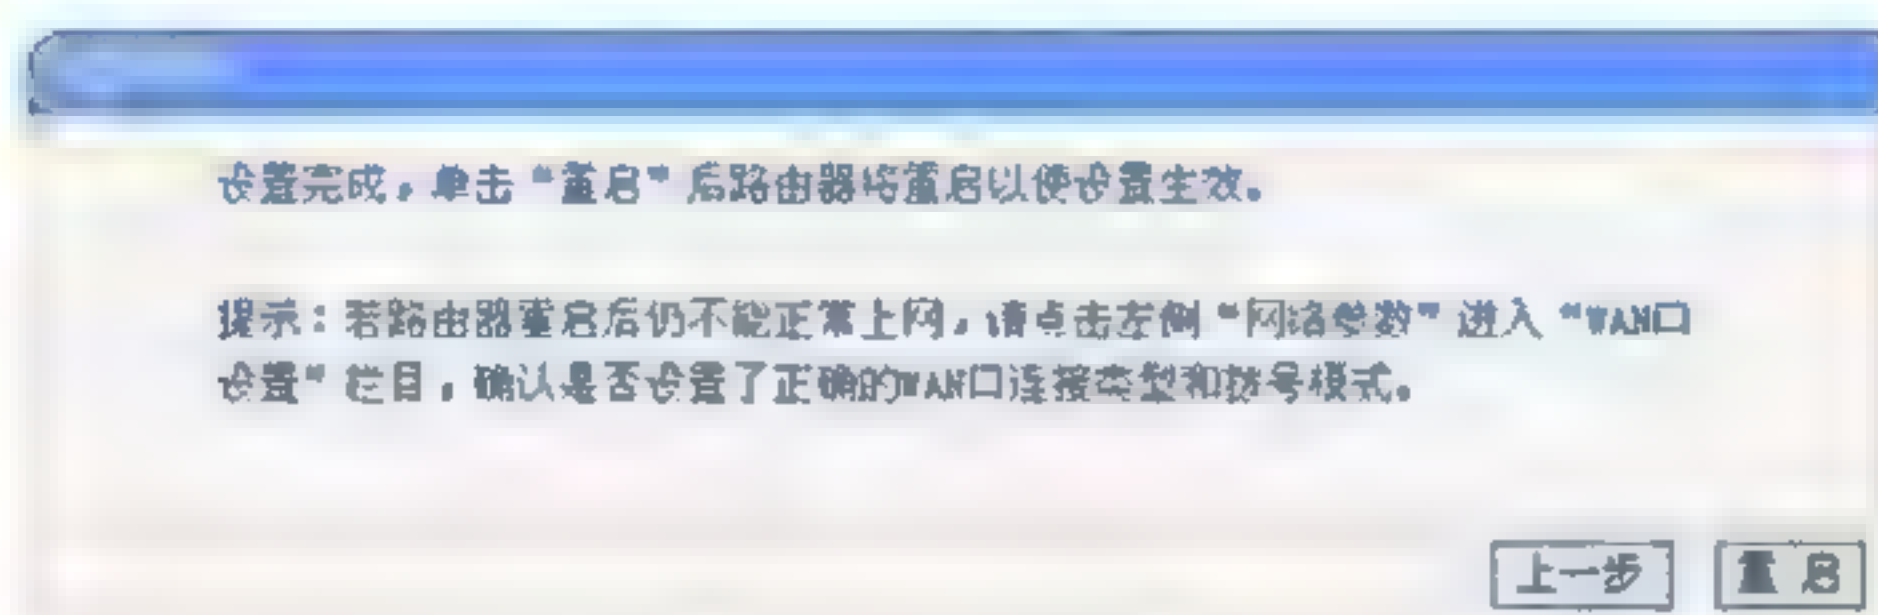 设置完成，单击“重启”后路由器将重启以便设置生效。
提示：若路由器重启后仍不能正常上网，请点击左侧“网络参数”进入“WAN口
设置”栏目，确认是否设置了正确的WAN口连接类型和拨号模式。
上一步 重启